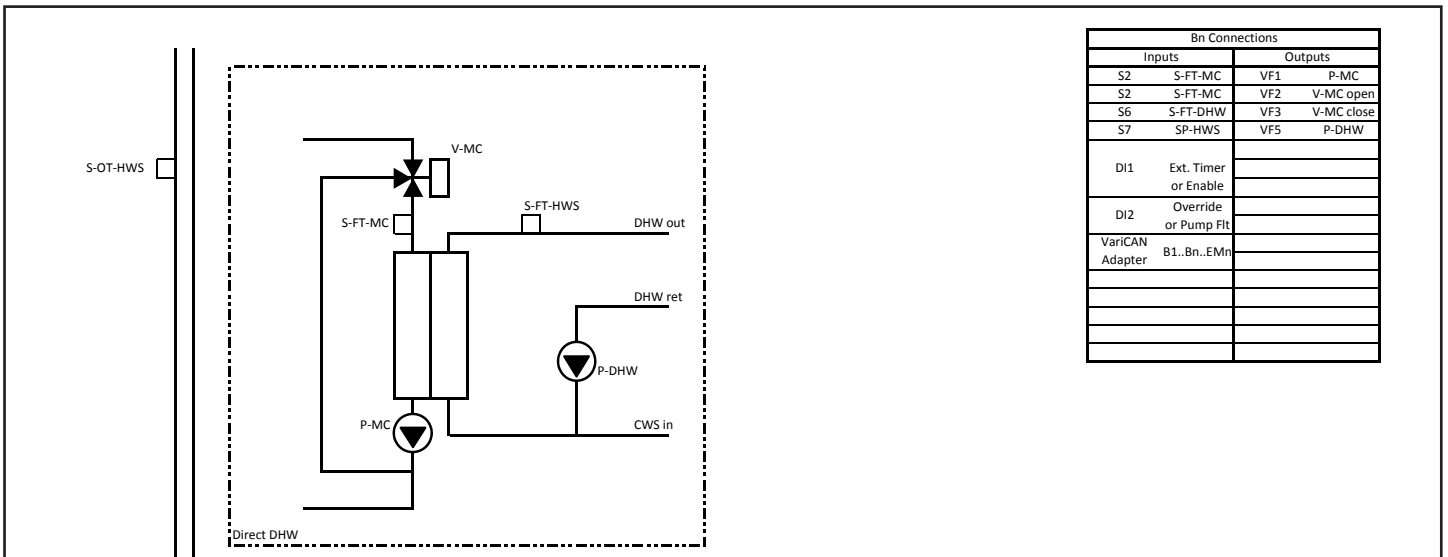 Bn Connections
Inputs Outputs
S2 S-FT-MC VF1 P-MC
S2 S-FT-MC VF2 V-MC open
S6 S-FT-DHW VF3 V-MC close
S7 SP-HWS VF5 P-DHW
DI1 Ext. Timer
or Enable
DI2 Override
or Pump Flt
VariCAN
Adapter B1..Bn..EMn
S-OT-HWS
V-MC
S-FT-MC
S-FT-HWS
DHW out
DHW ret
P-DHW
P-MC
CWS in
Direct DHW